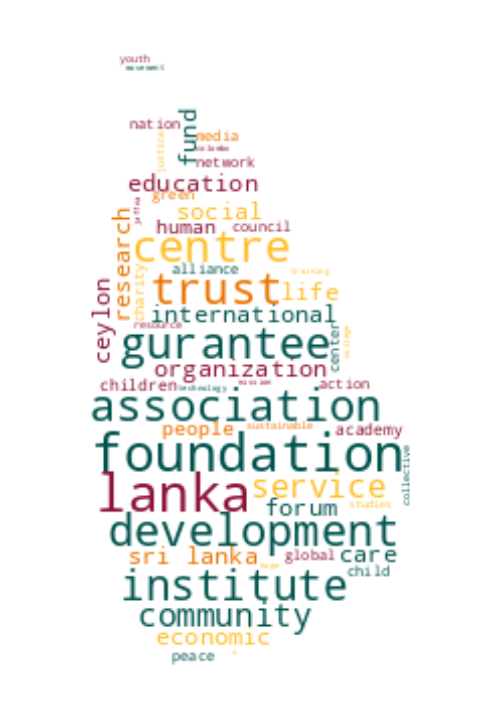 youth
movement
nation
fund
media
justice
colombo
network
education
green
jaffna
social
research
human
council
centre
alliance
training
charity
trust
life
ceylon
international
resource
gurantee
center
village
organization
children
technology
mission
action
association
people
sustainable
academy
foundation
collective
lanka
service
studies
forum
development
sri lanka
global
care
hope
child
institute
community
economic
peace